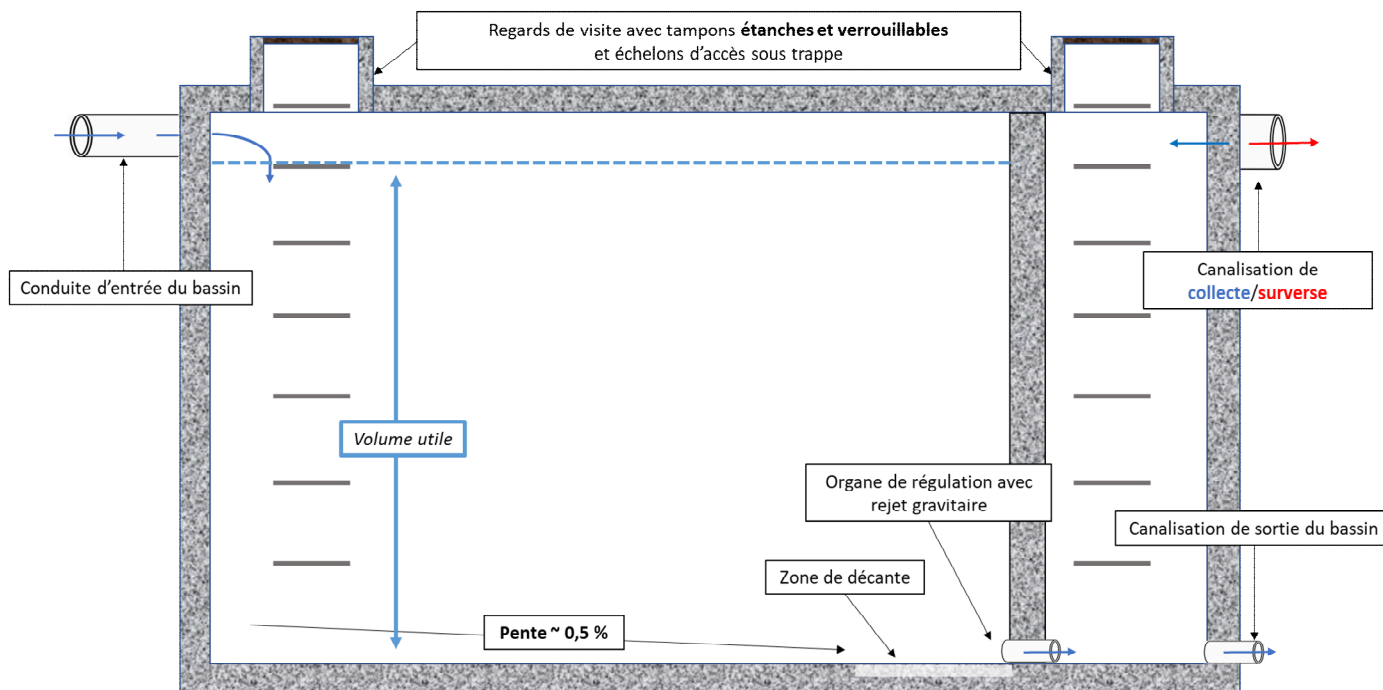 Regards de visite avec tampons étanches et verrouillables
et échelons d’accès sous trappe
Conduite d’entrée du bassin
Canalisation de
collecte/surverse
Volume utile
Organe de régulation avec
rejet gravitaire
Canalisation de sortie du bassin
Zone de décante
Pente ~ 0,5 %